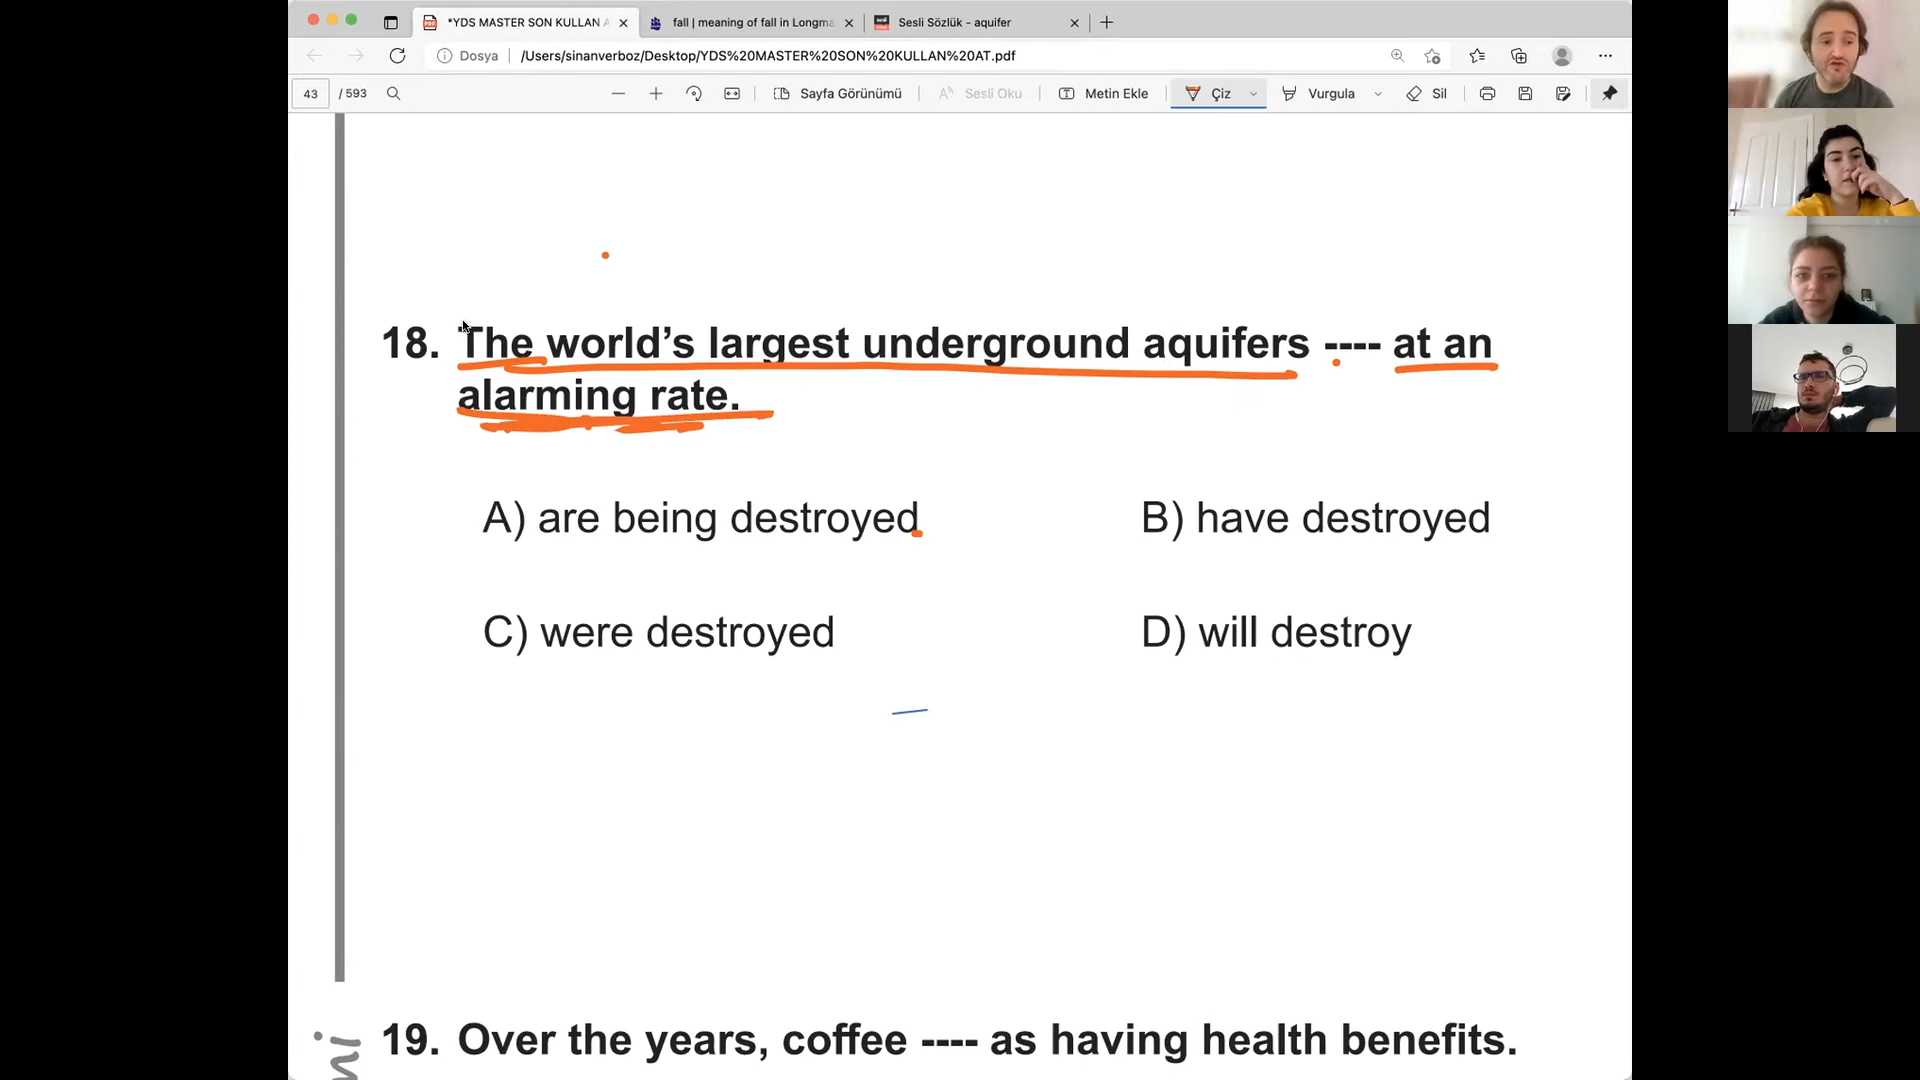 *YDS MASTER SON KULLAN A
fall | meaning of fall in Longma
Sesli Sözlük - aquifer
Dosya
/Users/sinanverboz/Desktop/YDS%20MASTER%20SON%20KULLAN%20AT.pdf
43 / 593
Sayfa Görünümü
Sesli Oku
Metin Ekle
Çiz
Vurgula
Sil
18. The world's largest underground aquifers ---- at an
alarming rate.
A) are being destroyed
B) have destroyed
C) were destroyed
D) will destroy
19. Over the years, coffee ---- as having health benefits.